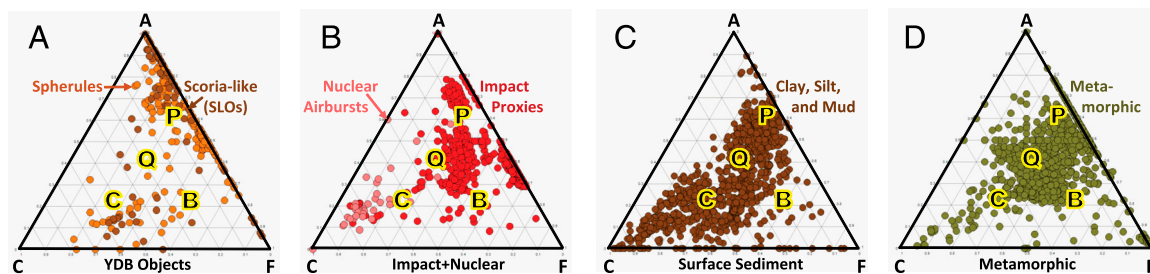 A
A
Spherules
Scoria-like
(SLOs)
P
Q
C
B
C
YDB Objects
F
B
A
Nuclear
Airbursts
Impact
Proxies
P
Q
C
B
C
Impact+Nuclear
F
C
A
Clay, Silt,
and Mud
P
Q
C
B
C
Surface Sediment
F
D
A
Meta-
morphic
P
Q
C
B
C
Metamorphic
F